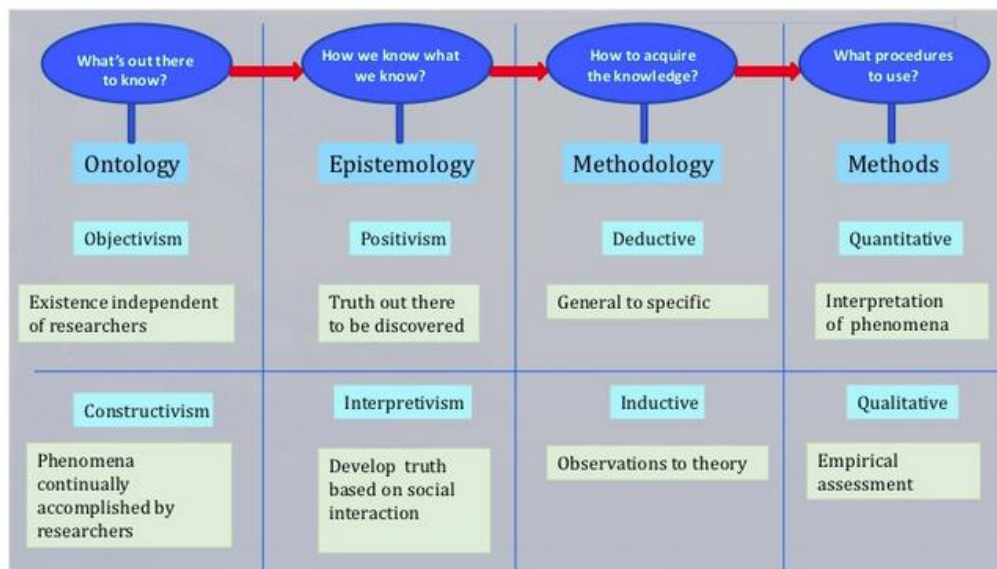 What's out there
to know?
How we know what
we know?
How to acquire
the knowledge?
What procedures
to use?
Ontology
Epistemology
Methodology
Methods
Objectivism
Positivism
Deductive
Quantitative
Existence independent
of researchers
Truth out there
to be discovered
General to specific
Interpretation
of phenomena
Constructivism
Interpretivism
Inductive
Qualitative
Phenomena
continually
accomplished by
researchers
Develop truth
based on social
interaction
Observations to theory
Empirical
assessment